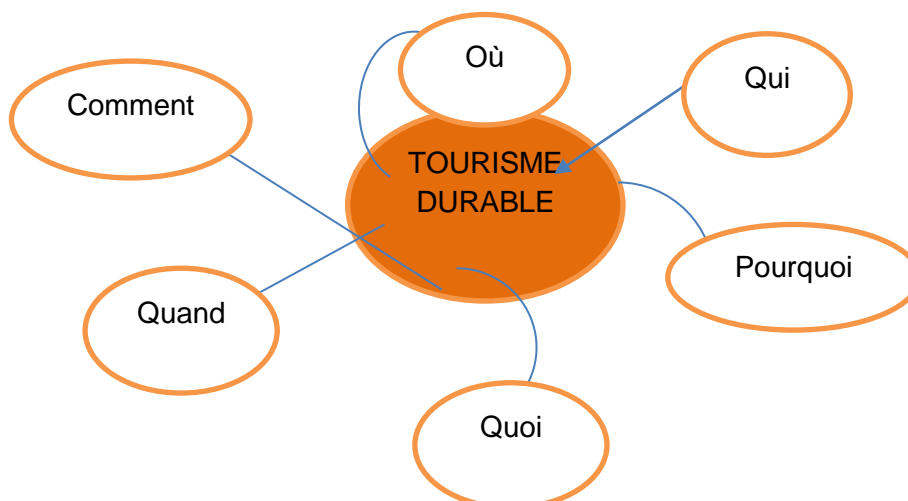 Où
Qui
Comment
TOURISME
DURABLE
Pourquoi
Quand
Quoi